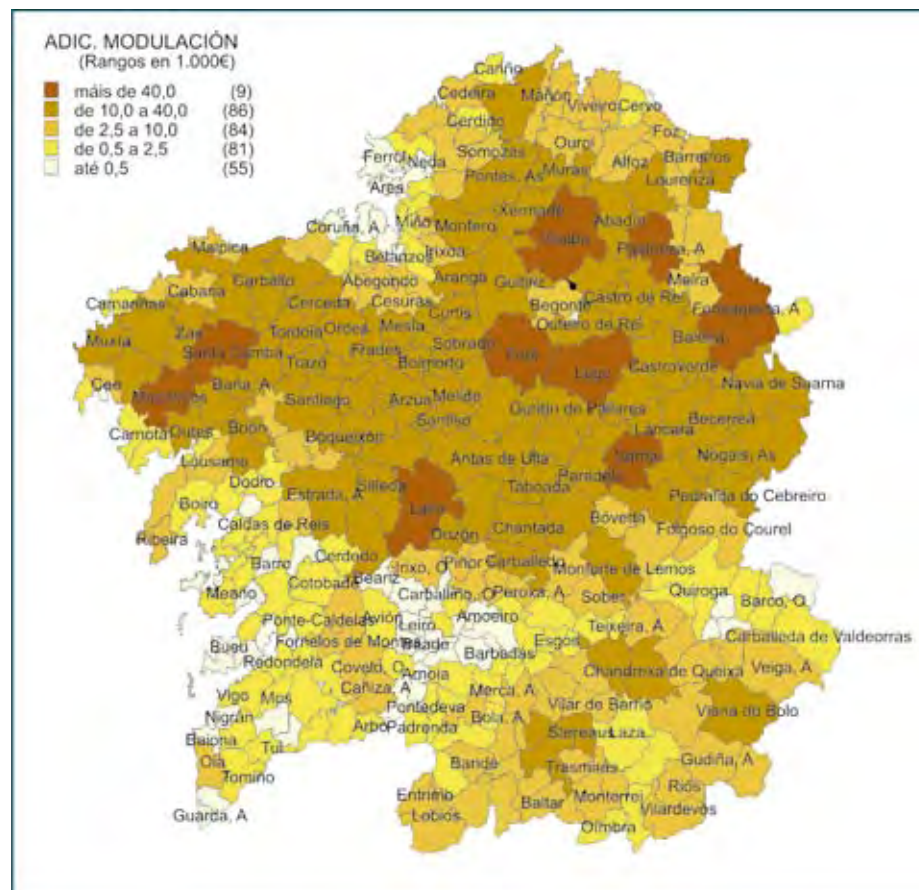 ADIC. MODULACIÓN
(Rangos en 1.000€)
máis de 40,0 (9)
de 10,0 a 40,0 (86)
de 2,5 a 10,0 (84)
de 0,5 a 2,5 (81)
até 0,5 (55)
Cariño
Cedeira
Mañón
Viveiro
Cervo
Cerdido
Foz
Ferrol
Neda
Somozas
Ourol
Alfoz
Barreiros
Ares
Pontes, As
Muras
Lourenzá
Xermade
Abadín
Coruña, A
Miño
Montero
Vilalba
Pastoriza, A
Malpica
Betanzos
Irixoa
Carballo
Abegondo
Aranga
Guitiriz
Meira
Cabana
Castro de Rei
Camariñas
Cerceda
Cesuras
Begonte
Fonsagrada, A
Curtis
Outeiro de Rei
Zas
Tordoia
Ordes
Mesía
Baleira
Muxía
Sobrado
Santa Comba
Frades
Friol
Trazo
Boimorto
Lugo
Castroverde
Cee
Baña, A
Navia de Suarna
Mazaricos
Santiago
Arzúa
Melide
Guntín de Pallares
Becerreá
Carnota
Outes
Brión
Santiso
Láncara
Boqueixón
Lousame
Antas de Ulla
Sarria
Nogais, As
Dodro
Silleda
Paradela
Estrada, A
Taboada
Pedrafita do Cebreiro
Boiro
Lalín
Caldas de Reis
Chantada
Bóveda
Ribeira
Dozón
Folgoso do Courel
Cerdedo
Barro
Irixo, O
Piñor
Carballedo
Monforte de Lemos
Beariz
Meaño
Cotobade
Carballiño, O
Peroxa, A
Sober
Quiroga
Barco, O
Amoeiro
Ponte-Caldelas
Avión
Leiro
Teixeira, A
Esgos
Carballeda de Valdeorras
Bueu
Fornelos de Montes
Barbadás
Redondela
Covelo, O
Arnoia
Chandrexa de Queixa
Veiga, A
Cañiza, A
Merca, A
Vigo
Mos
Vilar de Barrio
Pontedeva
Viana do Bolo
Nigrán
Bola, A
Arbo
Padrenda
Laza
Baiona
Tui
Oia
Bande
Trasmiras
Gudiña, A
Tomiño
Riós
Entrimo
Monterrei
Baltar
Vilardevós
Guarda, A
Lobios
Oímbra